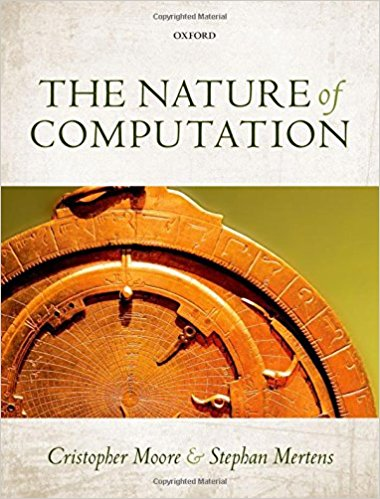 Copyrighted Material
OXFORD
THE NATURE of
COMPUTATION
Cristopher Moore & Stephan Mertens
Copyrighted Material